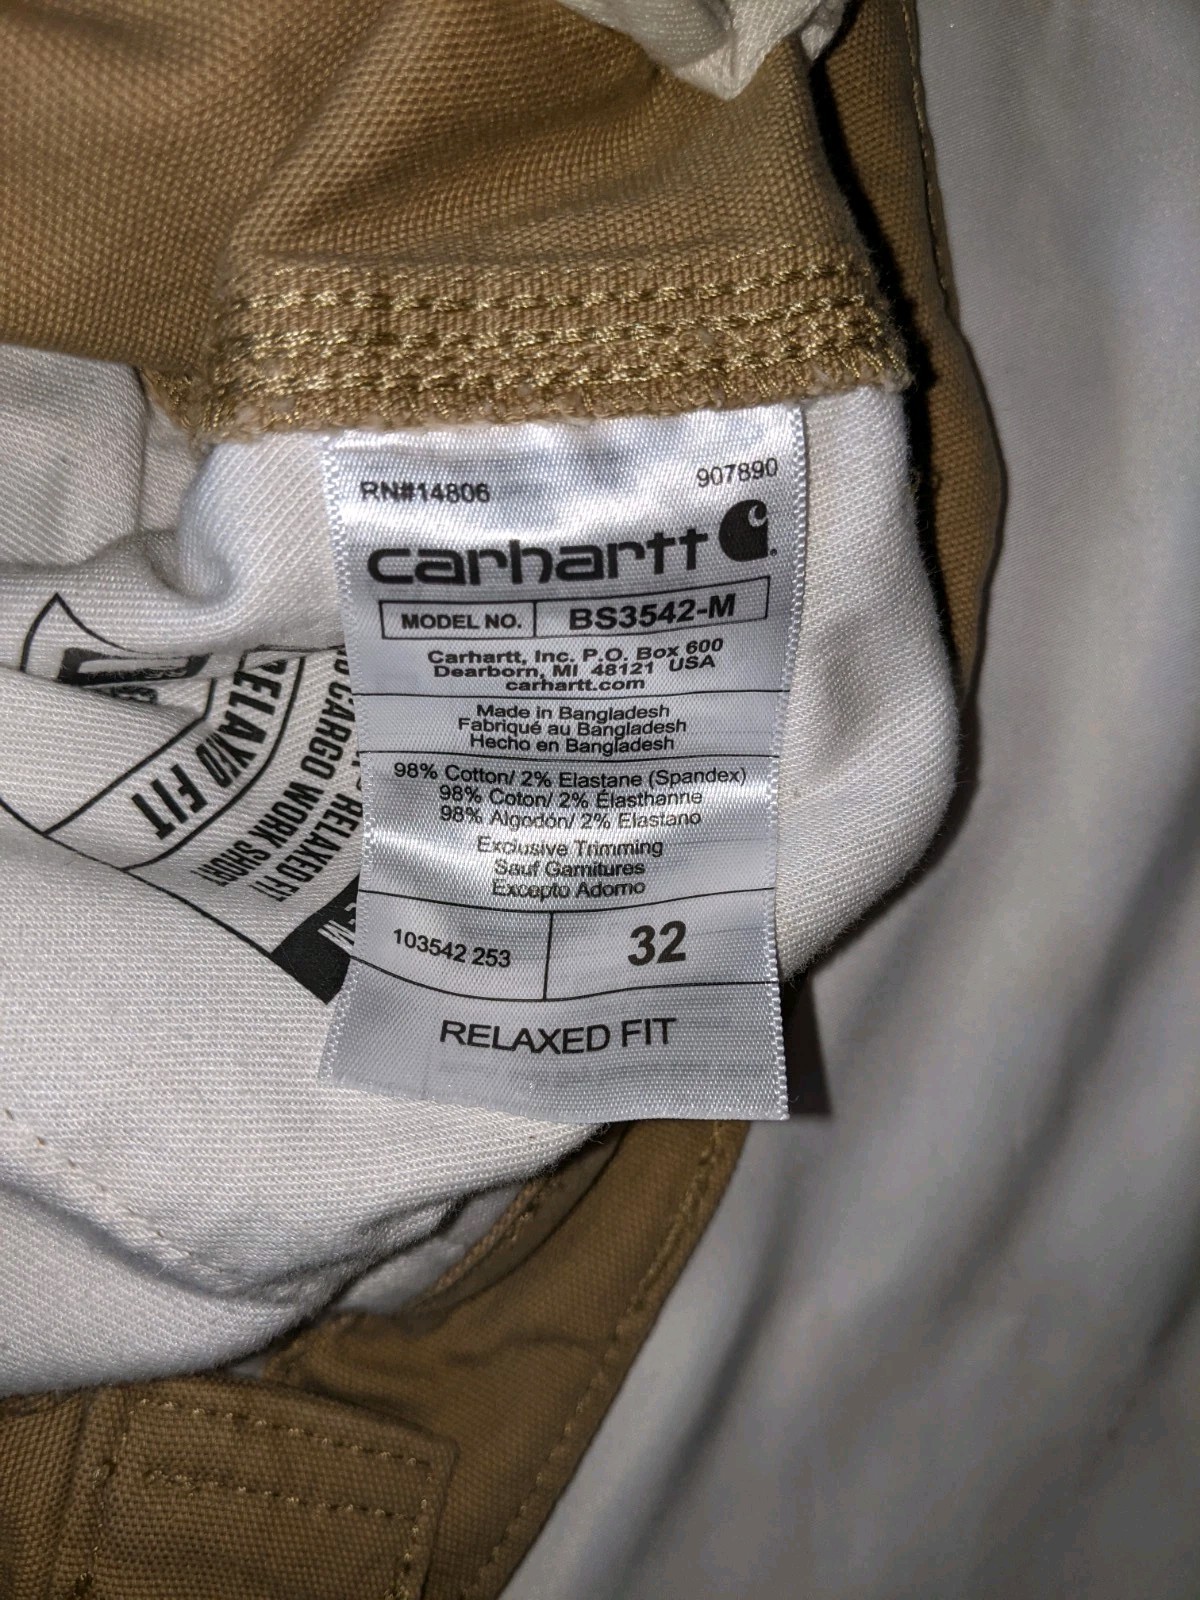 RN#14806 907890
carhartt
MODEL NO. BS3542-M
Carhartt, Inc. P.O. Box 600
Dearborn, MI 48121 USA
carhartt.com
Made in Bangladesh
Fabriqué au Bangladesh
Hecho en Bangladesh
98% Cotton/ 2% Elastane (Spandex)
98% Coton/ 2% Élasthanne
98% Algodón/ 2% Elastano
Exclusive Trimming
Sauf Garnitures
Excepto Adorno
103542 253 32
RELAXED FIT
RELAXED FIT
CARGO WORK SHORT
RELAXED FIT